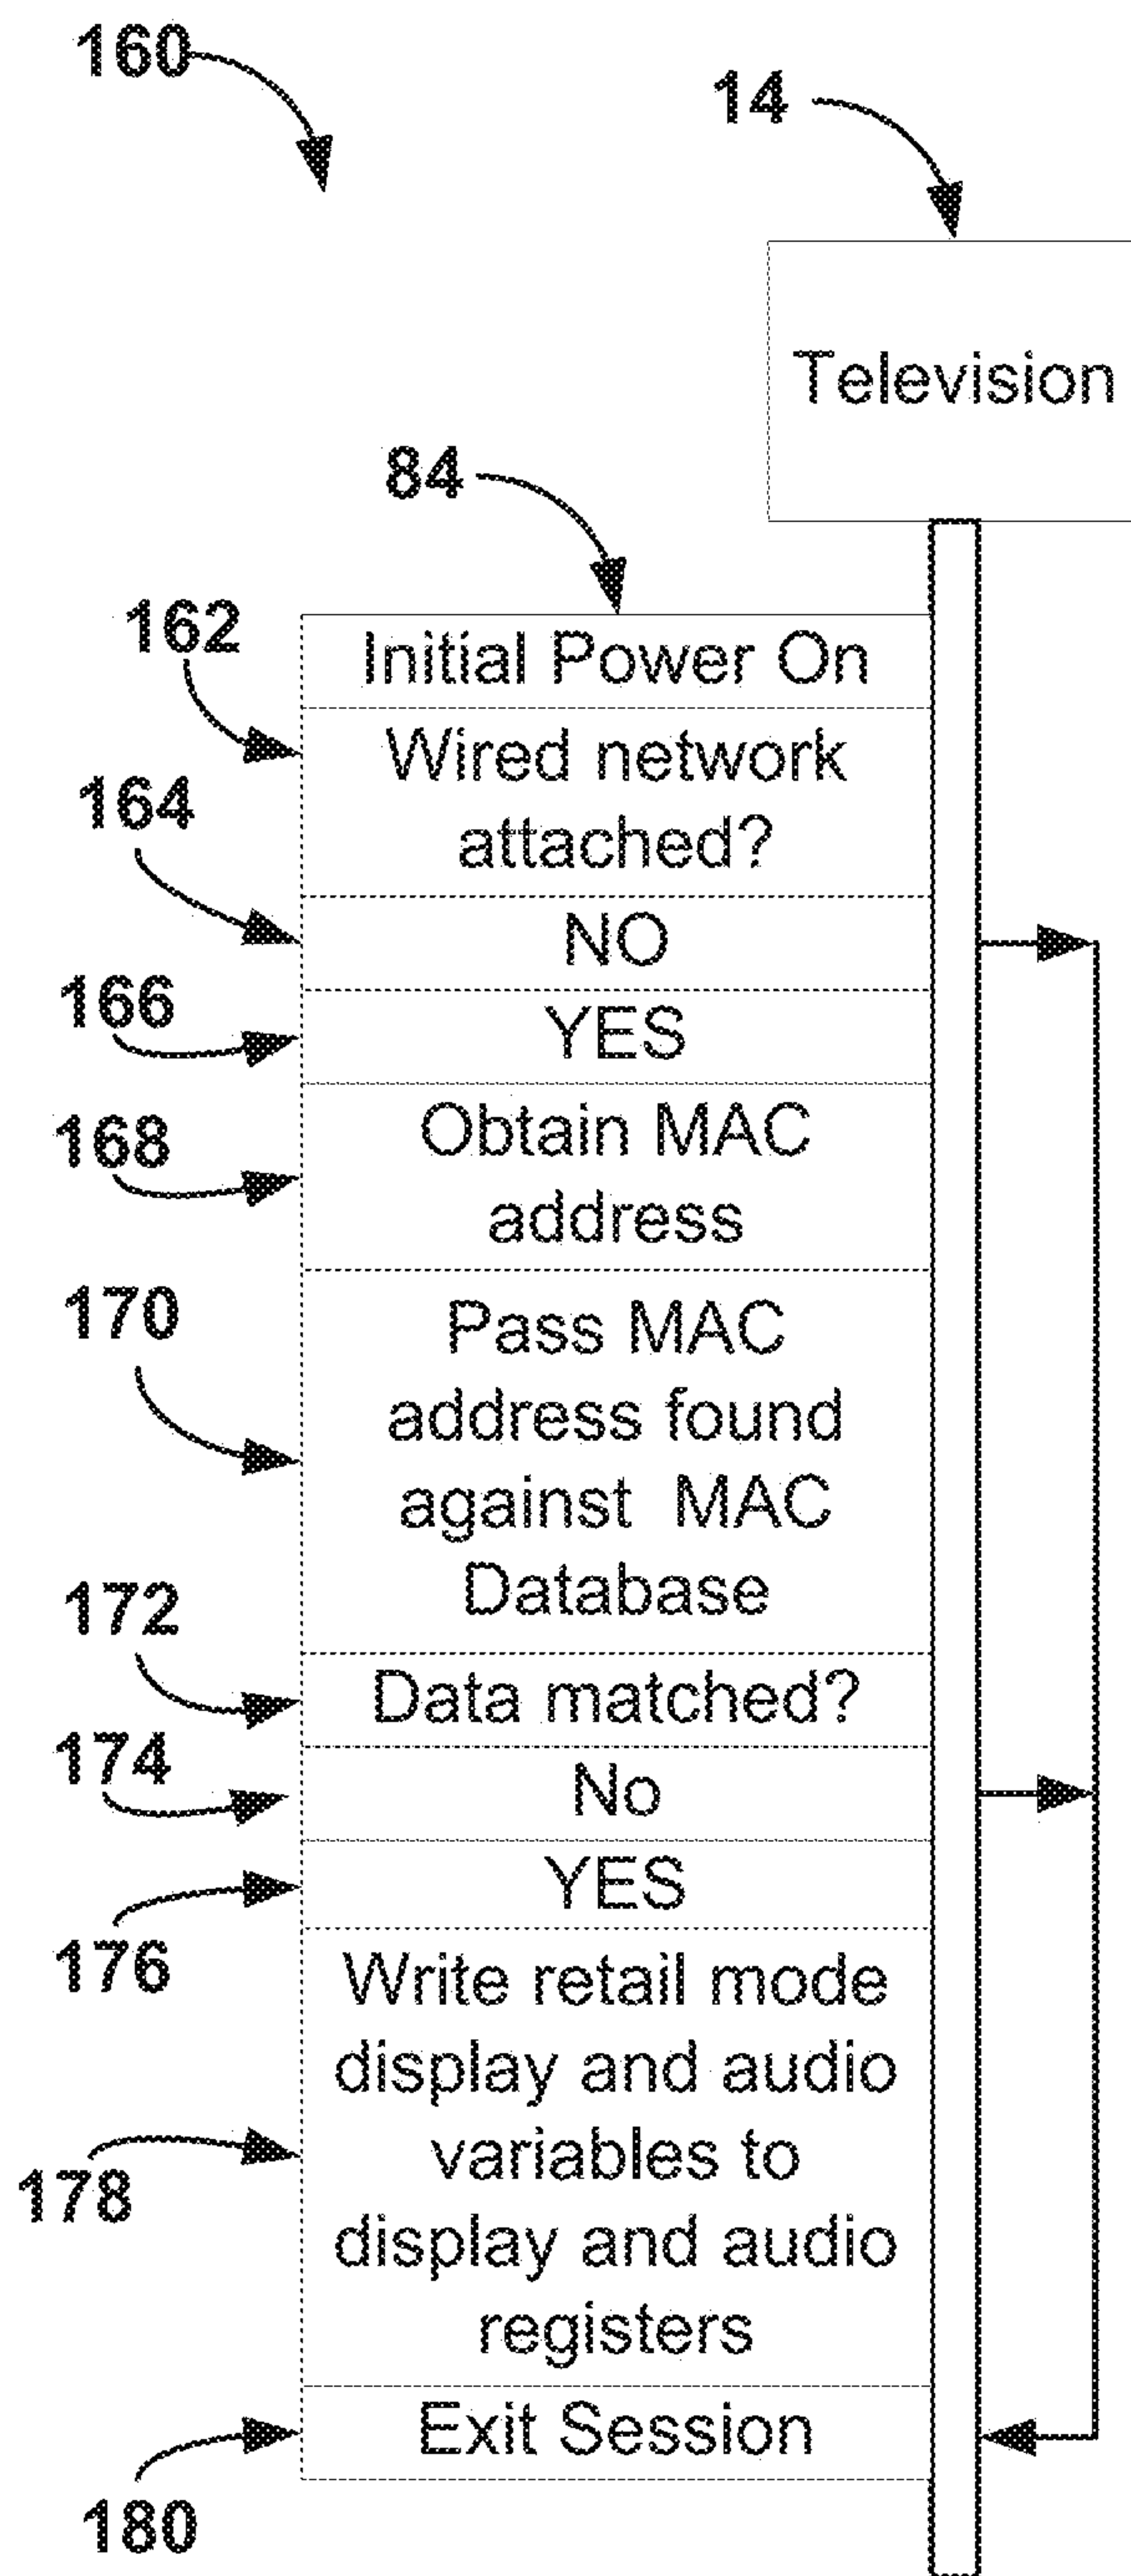 160
14
Television
84
Initial Power On
162
Wired network
attached?
164
NO
166
YES
168
Obtain MAC
address
170
Pass MAC
address found
against MAC
Database
172
Data matched?
174
No
YES
176
Write retail mode
display and audio
variables to
178
display and audio
registers
Exit Session
180